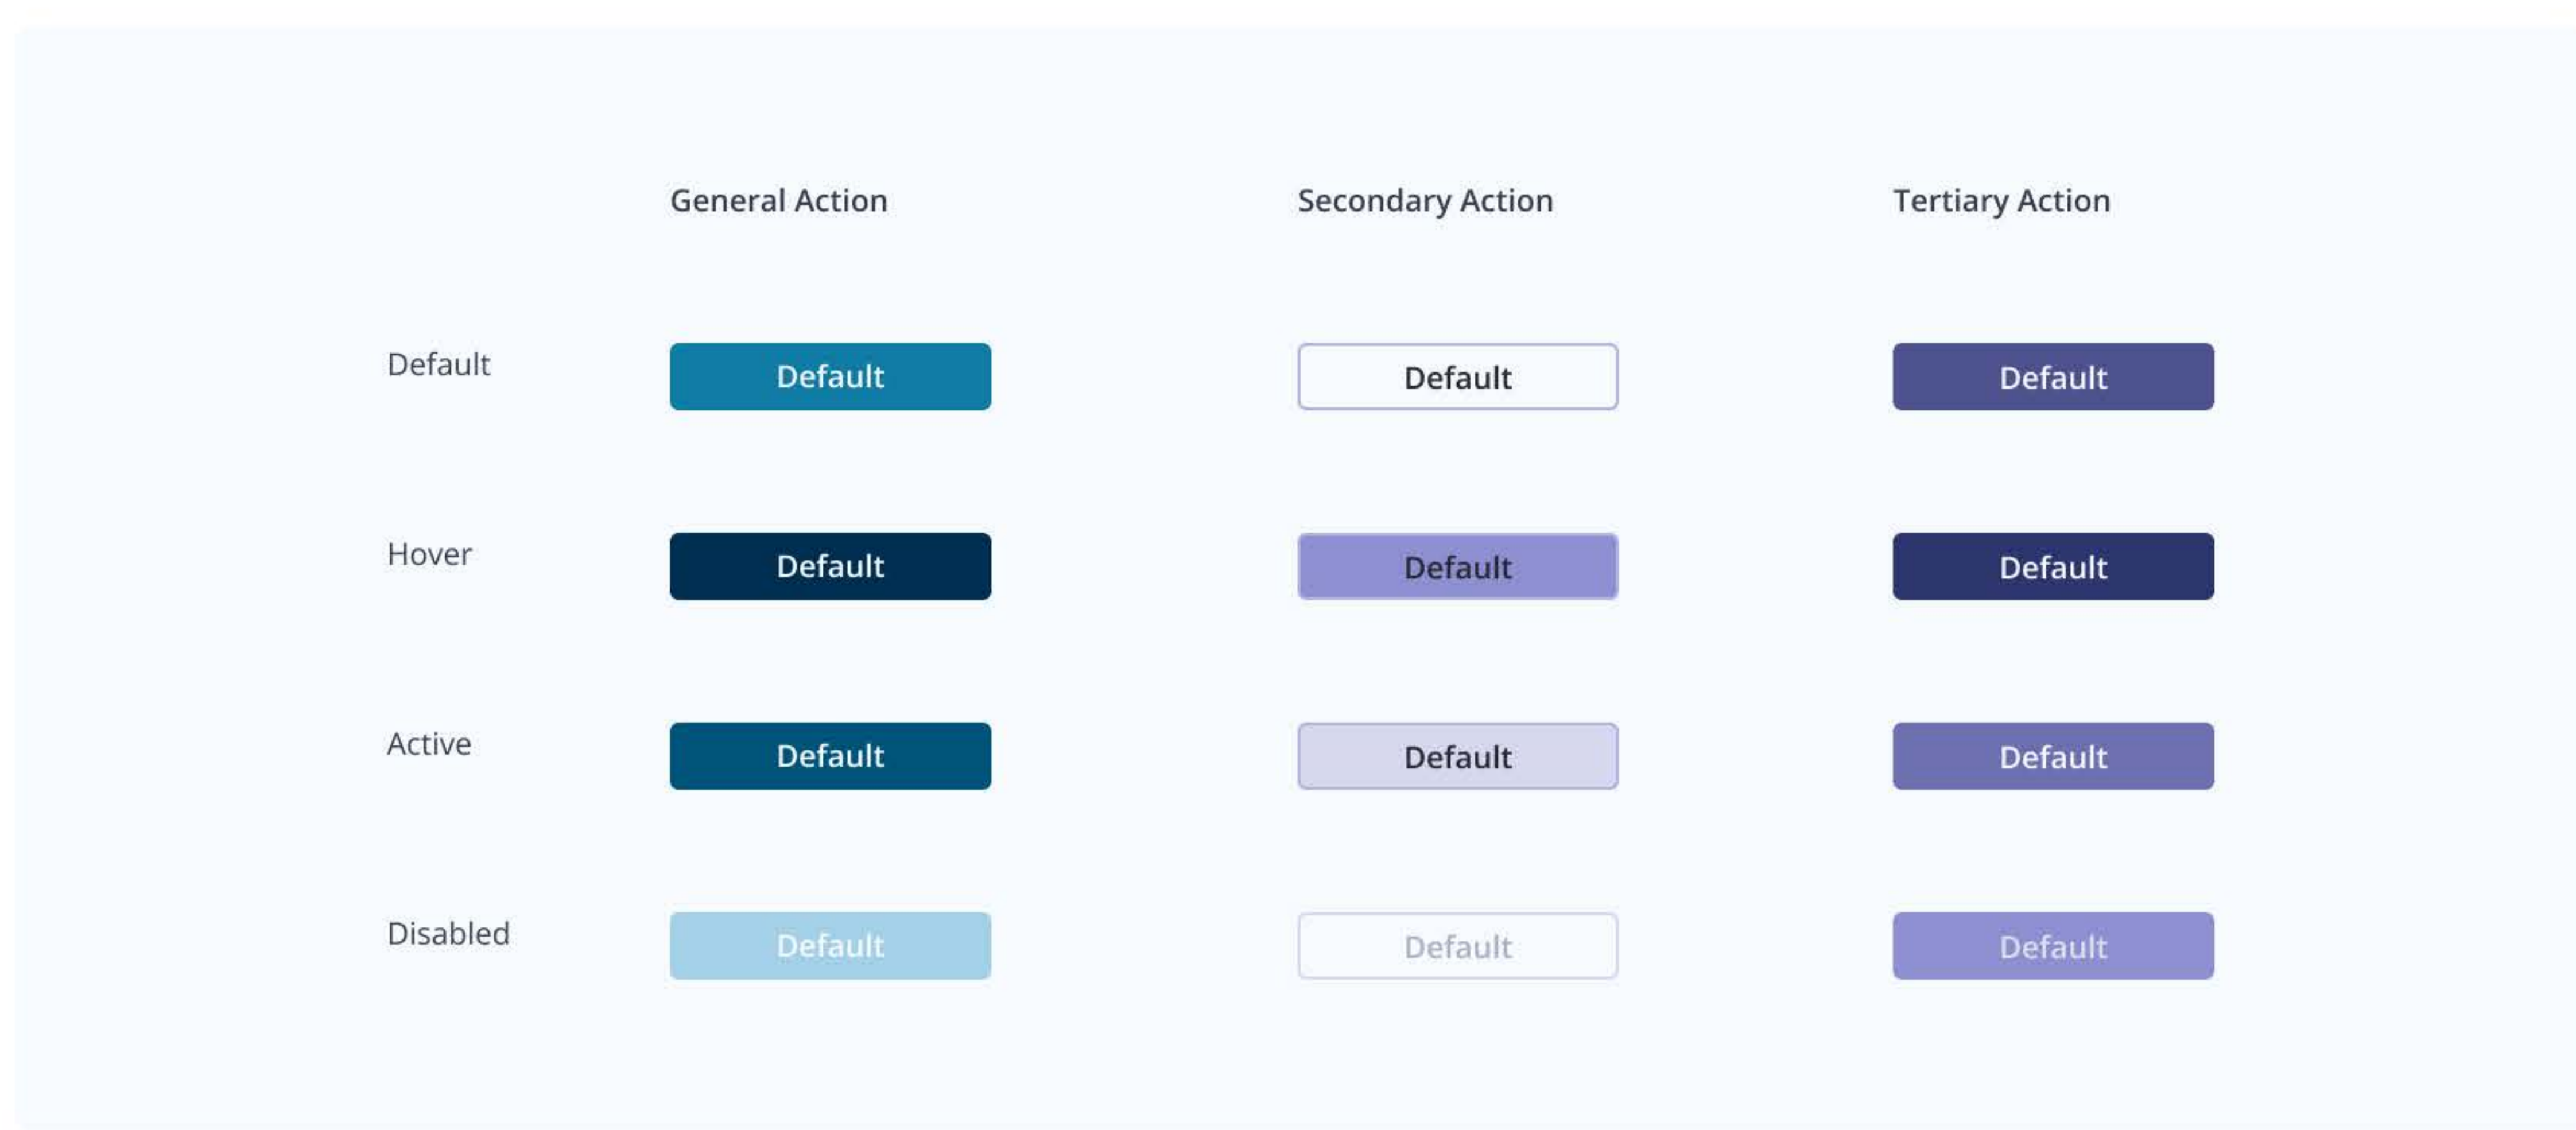 General Action Secondary Action Tertiary Action
Default Default Default Default
Hover Default Default Default
Active Default Default Default
Disabled Default Default Default